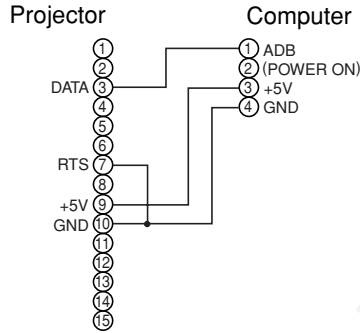 Projector Computer
1
2
DATA 3
4
5
6
RTS 7
8
+5V 9
GND 10
11
12
13
14
15
1 ADB
2 (POWER ON)
3 +5V
4 GND